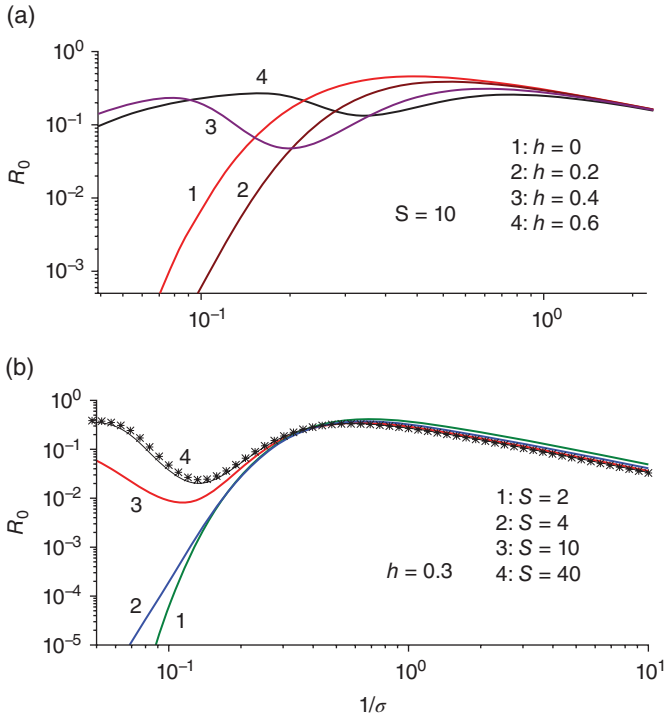 (a)
10⁰
10⁻¹
10⁻²
10⁻³
R₀
4
3
1
2
S = 10
1: h = 0
2: h = 0.2
3: h = 0.4
4: h = 0.6
10⁻¹
10⁰
(b)
10⁰
10⁻¹
10⁻²
10⁻³
10⁻⁴
10⁻⁵
R₀
4
3
2
1
h = 0.3
1: S = 2
2: S = 4
3: S = 10
4: S = 40
10⁻¹
10⁰
10¹
1/σ